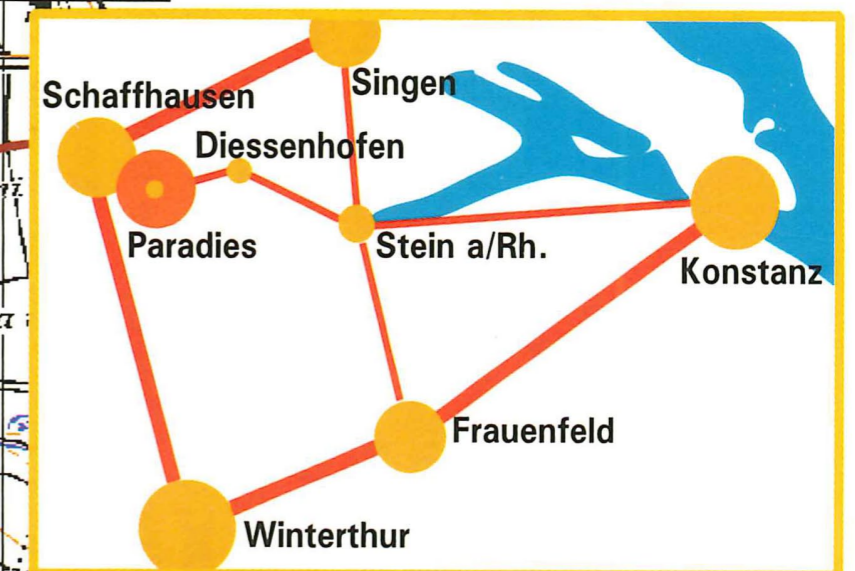 Singen
Schaffhausen
Diessenhofen
Paradies
Stein a/Rh.
Konstanz
Frauenfeld
Winterthur